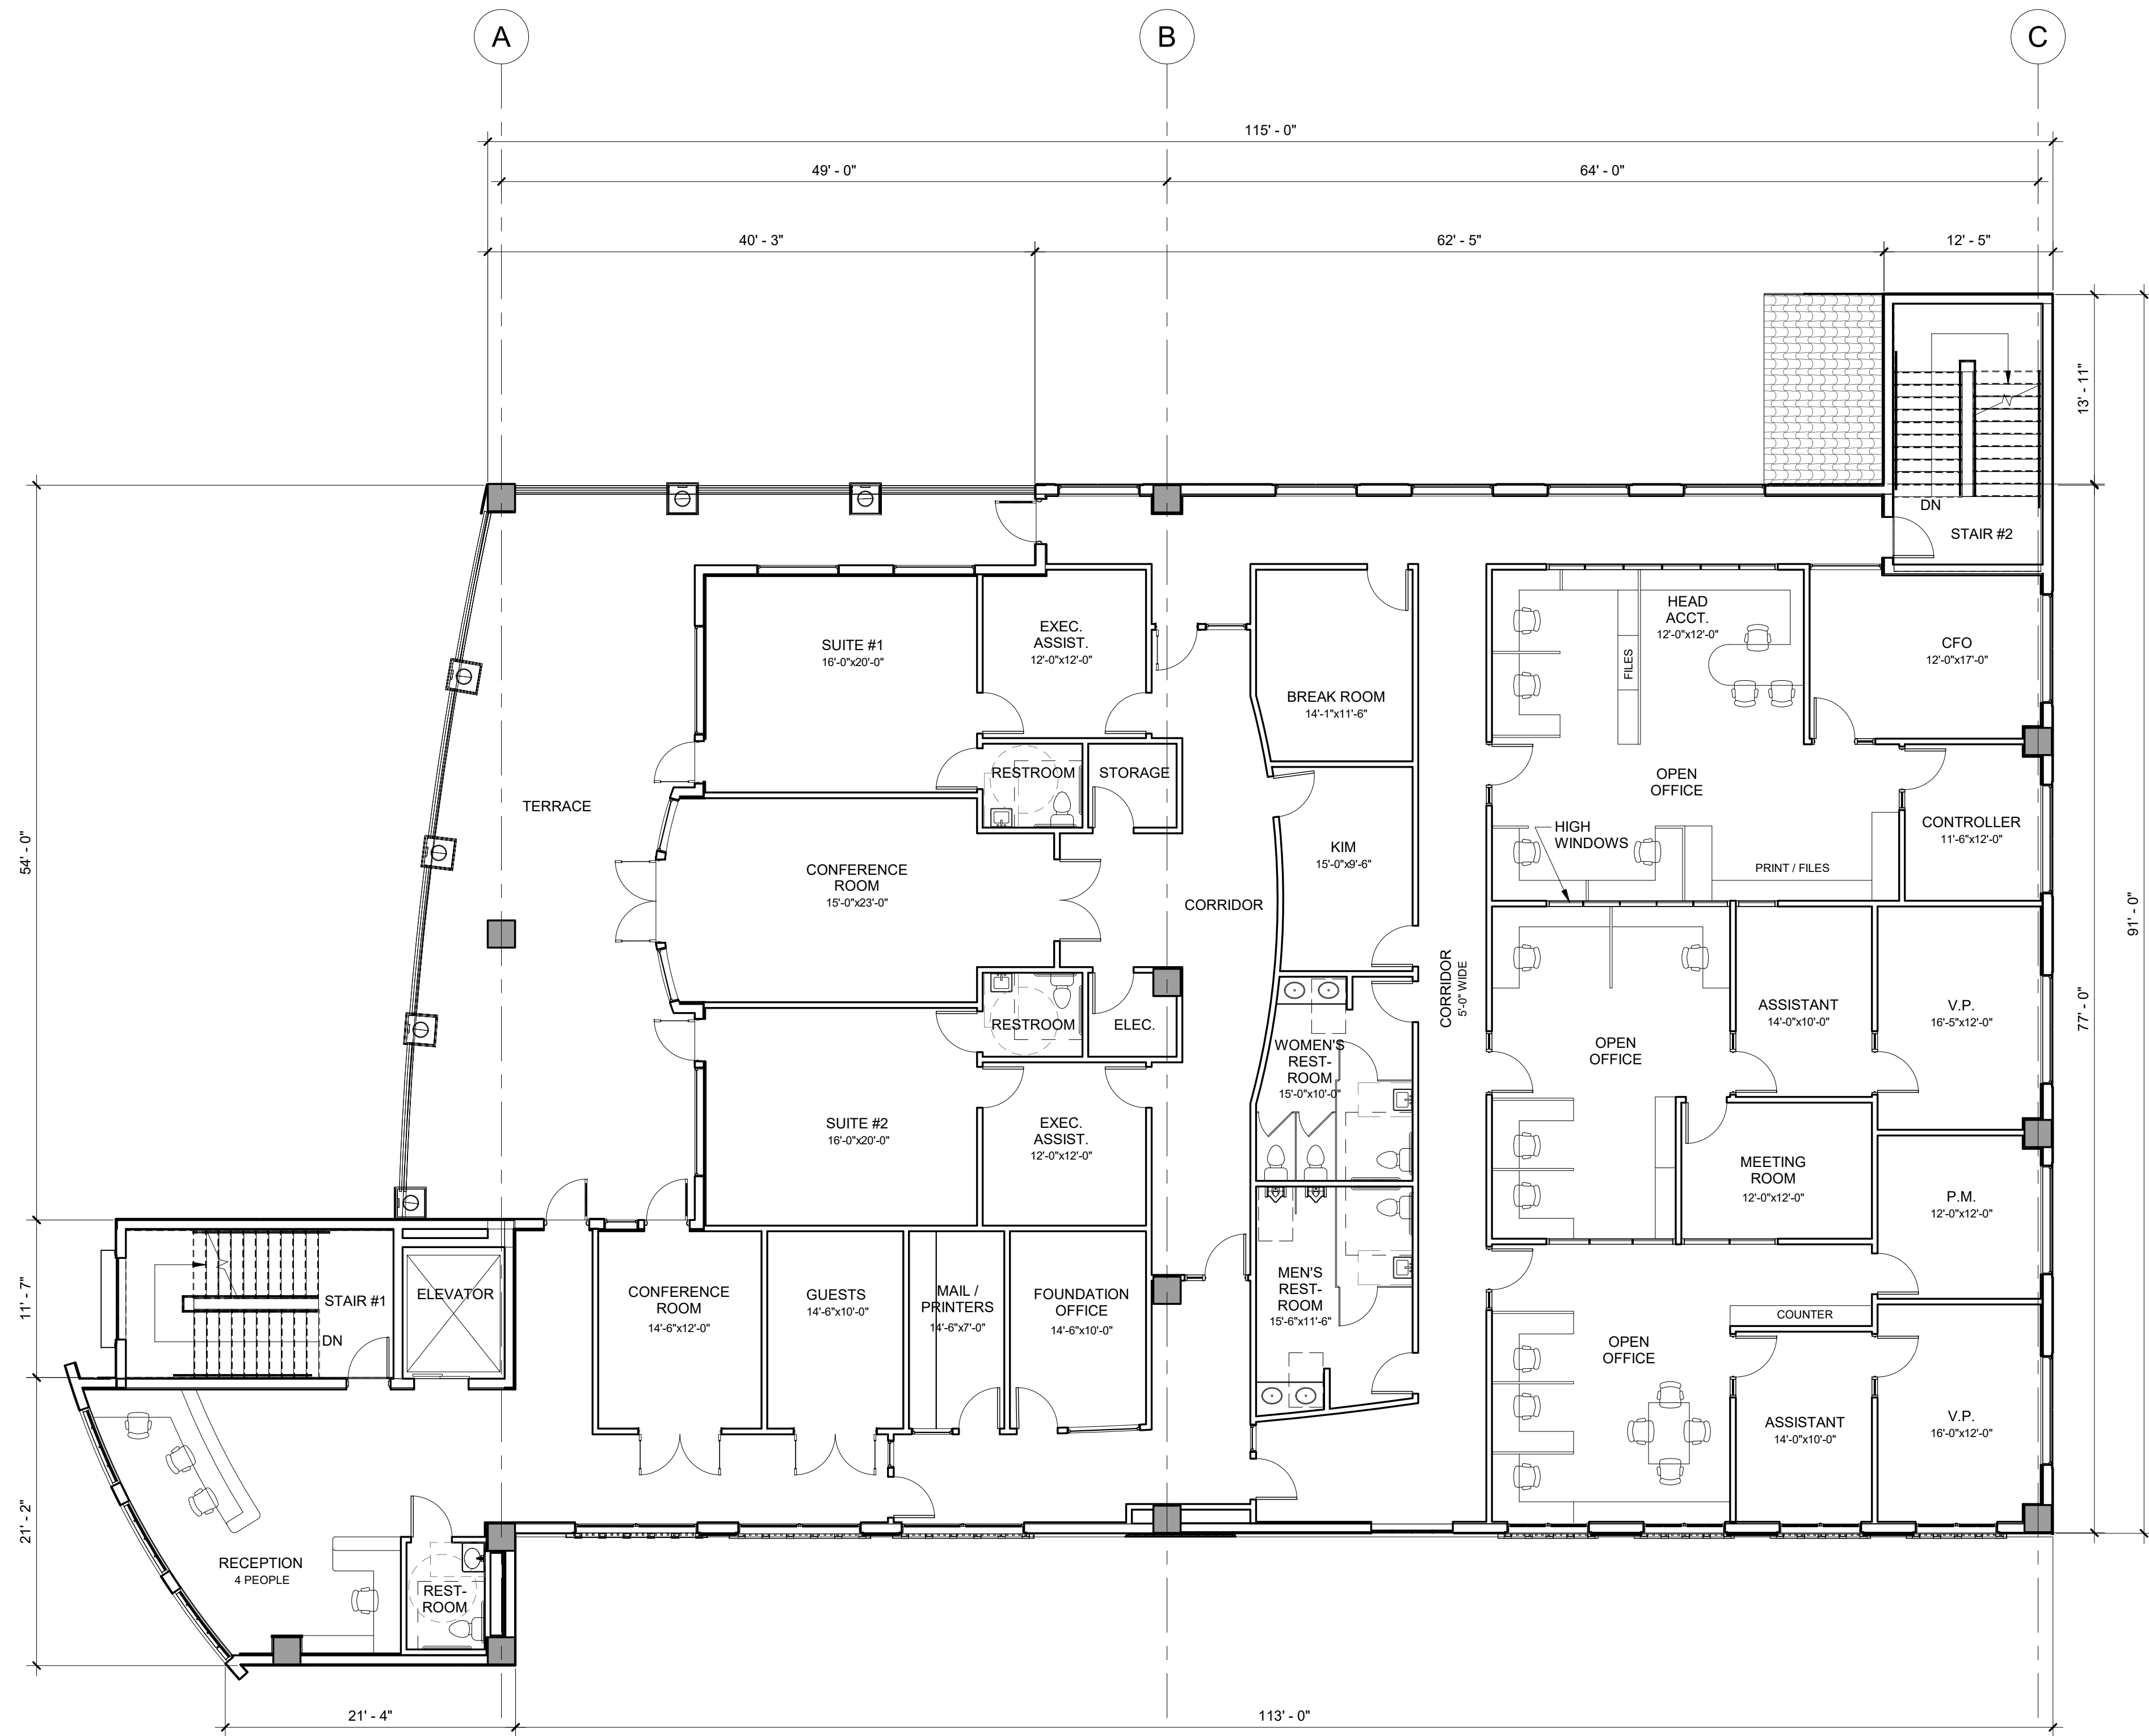 A
B
C
115' - 0"
49' - 0"
64' - 0"
40' - 3"
62' - 5"
12' - 5"
13' - 11"
91' - 0"
77' - 0"
54' - 0"
11' - 7"
21' - 2"
DN
STAIR #2
SUITE #1
16'-0"x20'-0"
EXEC.
ASSIST.
12'-0"x12'-0"
BREAK ROOM
14'-1"x11'-6"
HEAD
ACCT.
12'-0"x12'-0"
FILES
CFO
12'-0"x17'-0"
RESTROOM
STORAGE
TERRACE
OPEN
OFFICE
HIGH
WINDOWS
CONTROLLER
11'-6"x12'-0"
PRINT / FILES
CONFERENCE
ROOM
15'-0"x23'-0"
KIM
15'-0"x9'-6"
CORRIDOR
CORRIDOR
5'-0" WIDE
RESTROOM
ELEC.
ASSISTANT
14'-0"x10'-0"
V.P.
16'-5"x12'-0"
WOMEN'S
REST-
ROOM
15'-0"x10'-0"
OPEN
OFFICE
SUITE #2
16'-0"x20'-0"
EXEC.
ASSIST.
12'-0"x12'-0"
MEETING
ROOM
12'-0"x12'-0"
P.M.
12'-0"x12'-0"
STAIR #1
DN
ELEVATOR
CONFERENCE
ROOM
14'-6"x12'-0"
GUESTS
14'-6"x10'-0"
MAIL /
PRINTERS
14'-6"x7'-0"
FOUNDATION
OFFICE
14'-6"x10'-0"
MEN'S
REST-
ROOM
15'-6"x11'-6"
COUNTER
OPEN
OFFICE
ASSISTANT
14'-0"x10'-0"
V.P.
16'-0"x12'-0"
RECEPTION
4 PEOPLE
REST-
ROOM
21' - 4"
113' - 0"